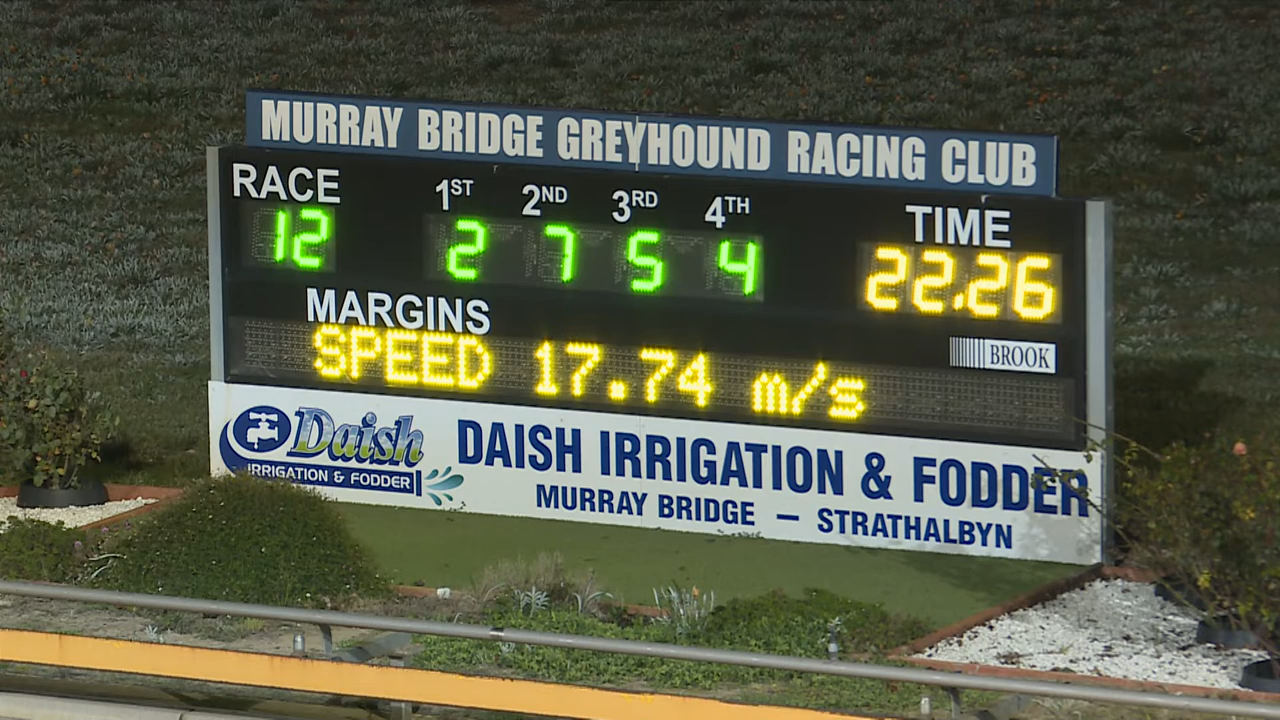 MURRAY BRIDGE GREYHOUND RACING CLUB
RACE 1ST 2ND 3RD 4TH TIME
12 2 7 5 4 22.26
MARGINS
BROOK
SPEED 17.74 m/s
Daish
IRRIGATION & FODDER
DAISH IRRIGATION & FODDER
MURRAY BRIDGE – STRATHALBYN